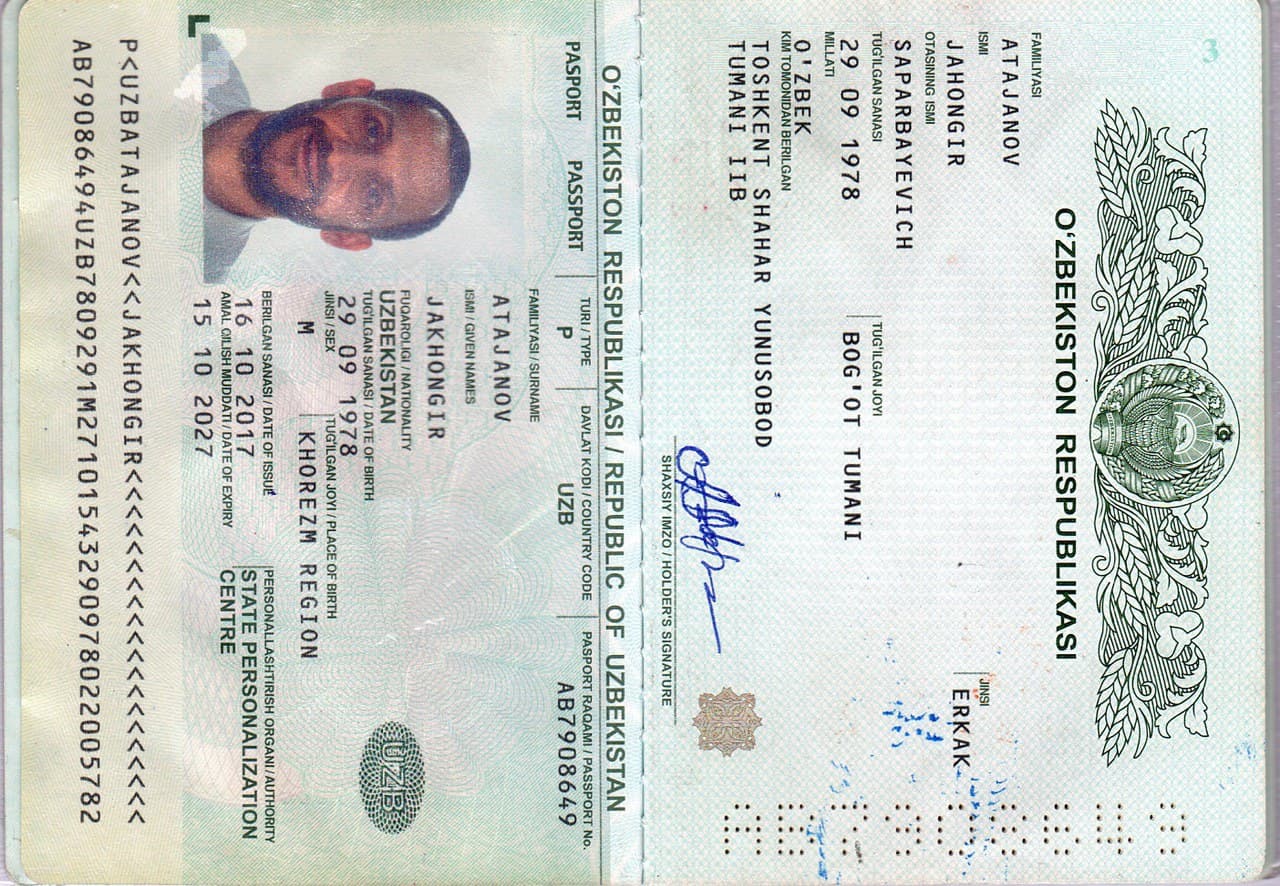 3
O‘ZBEKISTON RESPUBLIKASI
FAMILIYASI
ATAJANOV
ISMI
JAHONGIR
JINSI
ERKAK
OTASINING ISMI
SAPARBAYEVICH
TUG‘ILGAN SANASI
29 09 1978
TUG‘ILGAN JOYI
BOG'OT TUMANI
MILLATI
O'ZBEK
KIM TOMONIDAN BERILGAN
TOSHKENT SHAHAR YUNUSOBOD
TUMANI IIB
SHAXSIY IMZO / HOLDER'S SIGNATURE
O‘ZBEKISTON RESPUBLIKASI / REPUBLIC OF UZBEKISTAN
PASPORT PASSPORT
TURI / TYPE
P
DAVLAT KODI / COUNTRY CODE
UZB
PASPORT RAQAMI / PASSPORT No.
AB7908649
FAMILIYASI / SURNAME
ATAJANOV
ISMI / GIVEN NAMES
JAKHONGIR
FUQAROLIGI / NATIONALITY
UZBEKISTAN
TUG‘ILGAN SANASI / DATE OF BIRTH
29 09 1978
JINSI / SEX
M
TUG‘ILGAN JOYI / PLACE OF BIRTH
KHOREZM REGION
BERILGAN SANASI / DATE OF ISSUE
16 10 2017
PERSONALLASHTIRISH ORGANI / AUTHORITY
STATE PERSONALIZATION
CENTRE
AMAL QILISH MUDDATI / DATE OF EXPIRY
15 10 2027
UZB
P<UZBATAJANOV<<JAKHONGIR<<<<<<<<<<<<<<<<<<<<
AB79086494UZB7809291M27101543290978022005782